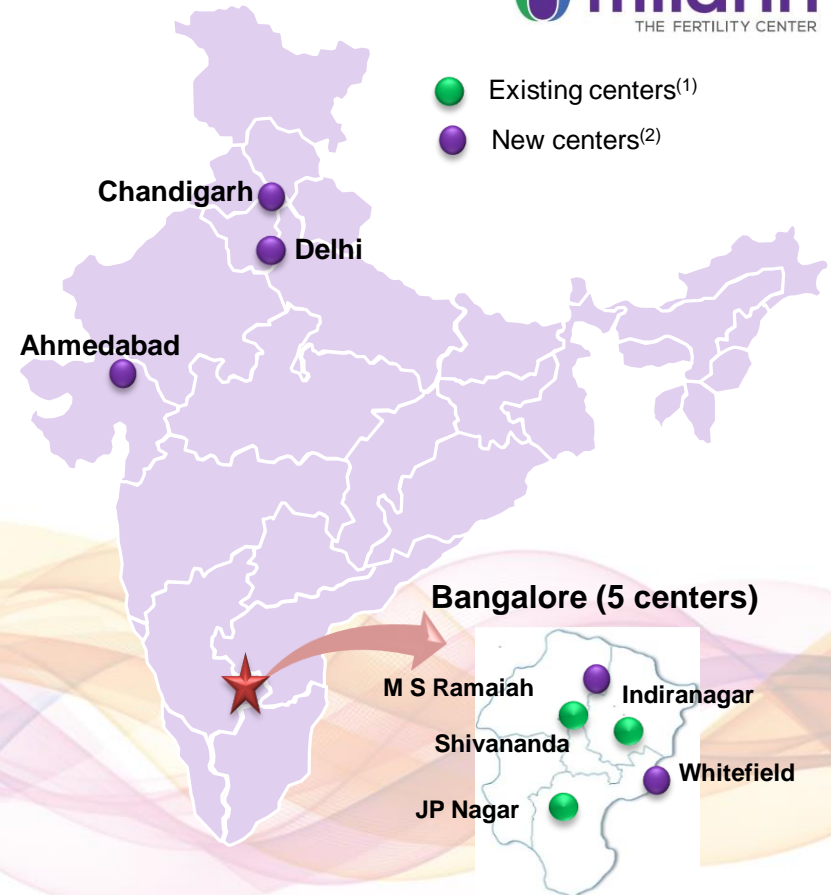 milann
THE FERTILITY CENTER
Existing centers(1)
New centers(2)
Chandigarh
Delhi
Ahmedabad
Bangalore (5 centers)
M S Ramaiah
Indiranagar
Shivananda
Whitefield
JP Nagar